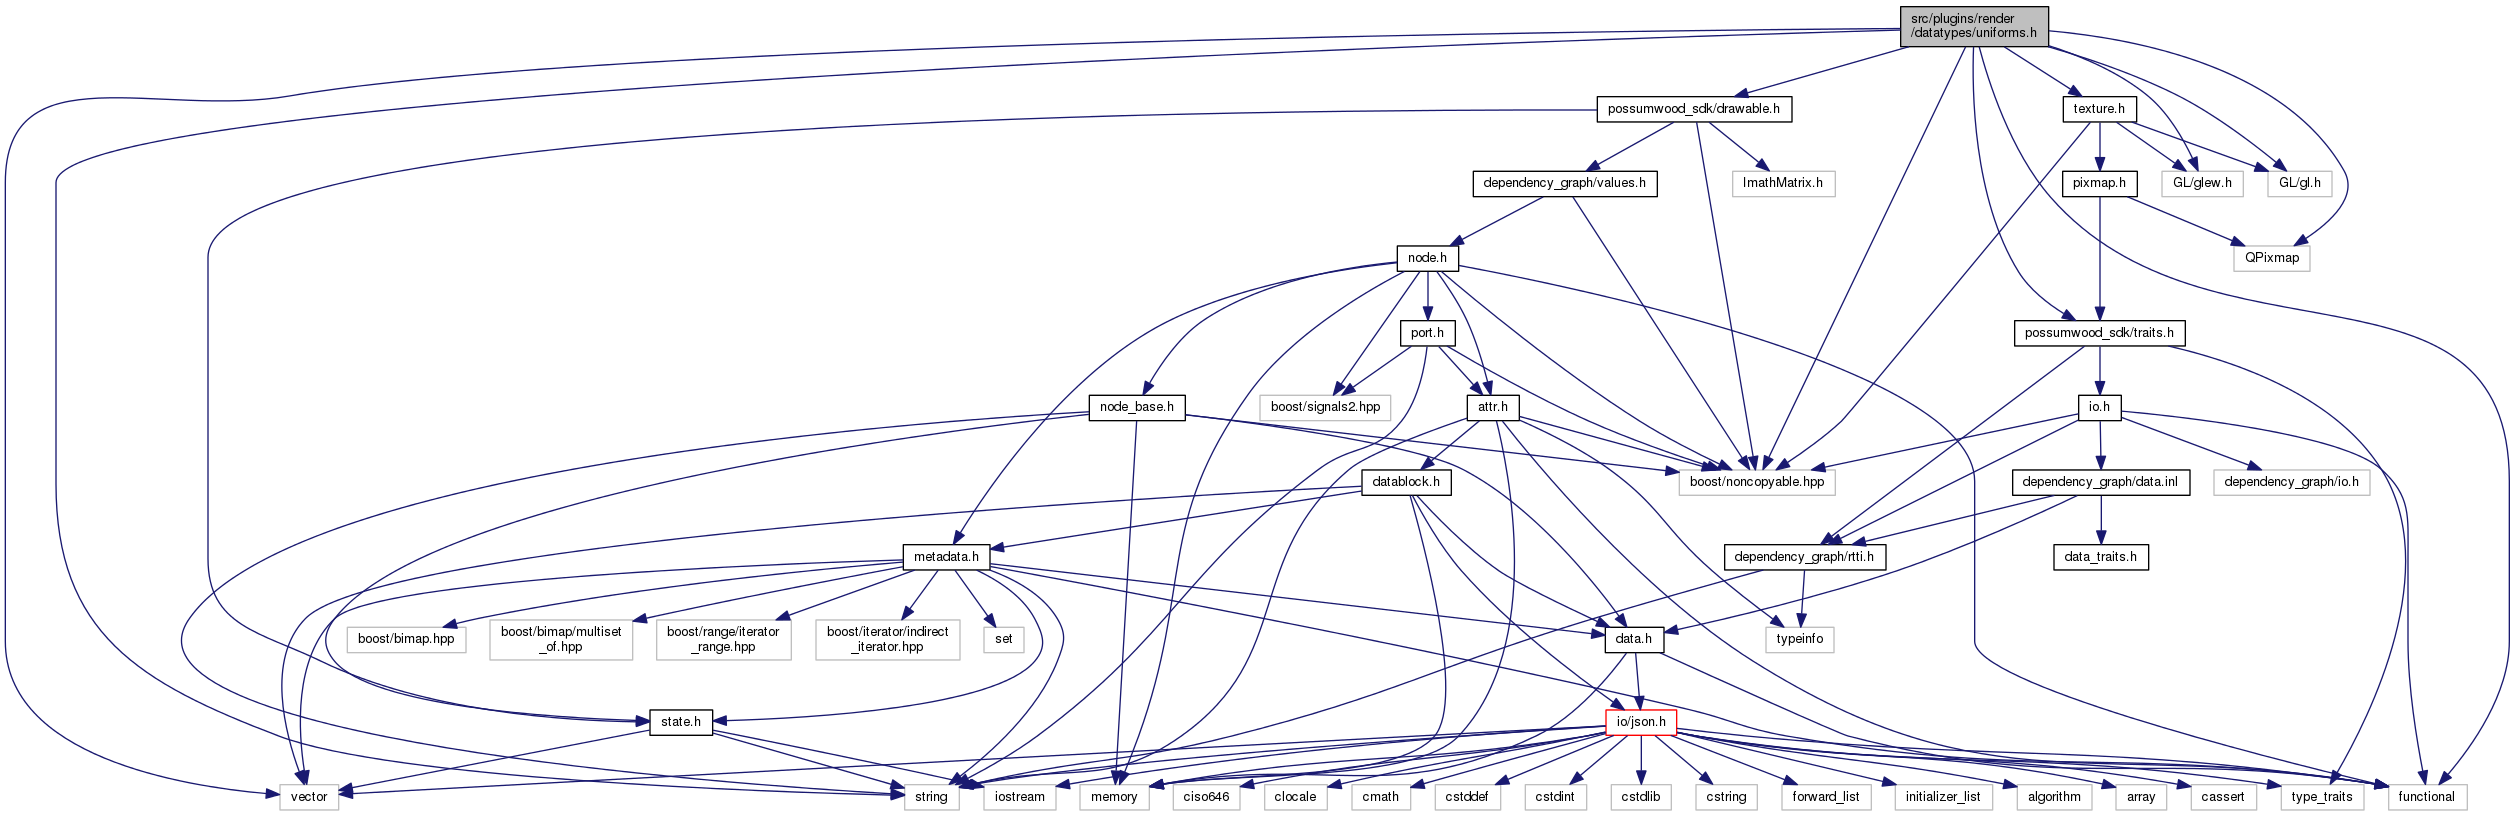 src/plugins/render
/datatypes/uniforms.h
possumwood_sdk/drawable.h
texture.h
dependency_graph/values.h
ImathMatrix.h
pixmap.h
GL/glew.h
GL/gl.h
node.h
QPixmap
port.h
possumwood_sdk/traits.h
node_base.h
boost/signals2.hpp
attr.h
io.h
datablock.h
boost/noncopyable.hpp
dependency_graph/data.inl
dependency_graph/io.h
metadata.h
dependency_graph/rtti.h
data_traits.h
boost/bimap.hpp
boost/bimap/multiset
_of.hpp
boost/range/iterator
_range.hpp
boost/iterator/indirect
_iterator.hpp
set
data.h
typeinfo
state.h
io/json.h
vector
string
iostream
memory
ciso646
clocale
cmath
cstddef
cstdint
cstdlib
cstring
forward_list
initializer_list
algorithm
array
cassert
type_traits
functional